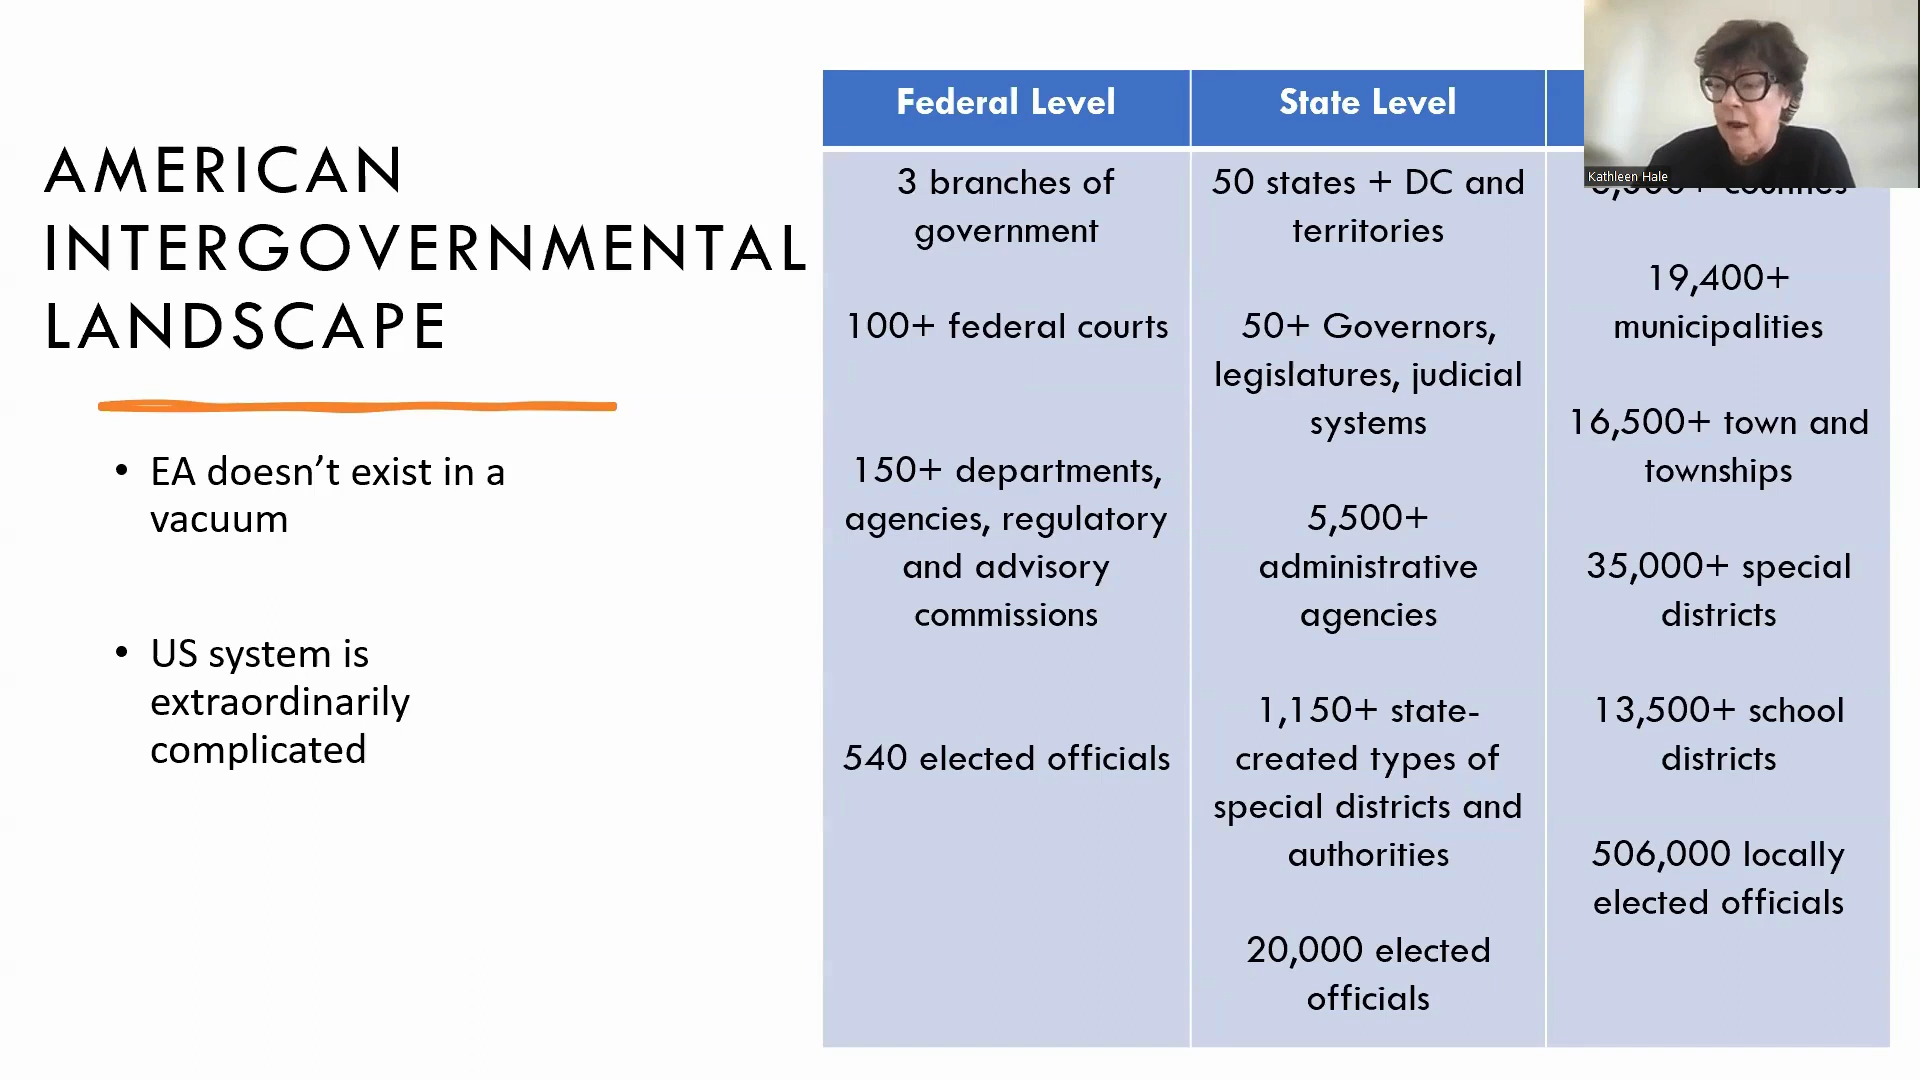 AMERICAN
INTERGOVERNMENTAL
LANDSCAPE
• EA doesn’t exist in a
vacuum
• US system is
extraordinarily
complicated
Federal Level
3 branches of
government
100+ federal courts
150+ departments,
agencies, regulatory
and advisory
commissions
540 elected officials
State Level
50 states + DC and
territories
50+ Governors,
legislatures, judicial
systems
5,500+
administrative
agencies
1,150+ state-
created types of
special districts and
authorities
20,000 elected
officials
counties
19,400+
municipalities
16,500+ town and
townships
35,000+ special
districts
13,500+ school
districts
506,000 locally
elected officials
Kathleen Hale